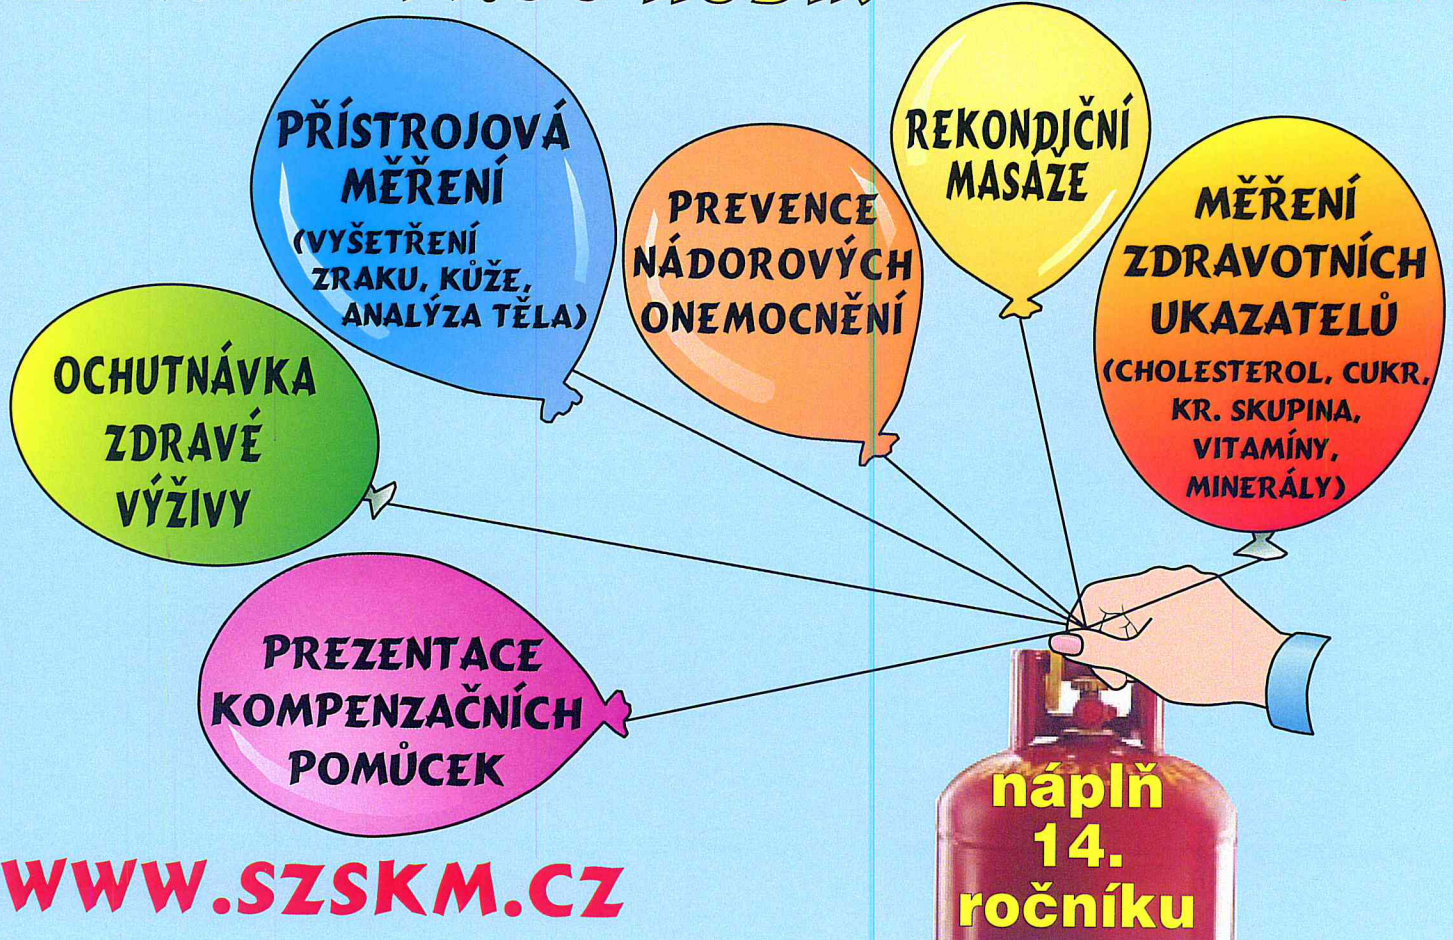 PŘÍSTROJOVÁ
MĚŘENÍ
(VYŠETŘENÍ
ZRAKU, KŮŽE,
ANALÝZA TĚLA)
PREVENCE
NÁDOROVÝCH
ONEMOCNĚNÍ
REKONDIČNÍ
MASÁŽE
MĚŘENÍ
ZDRAVOTNÍCH
UKAZATELŮ
(CHOLESTEROL, CUKR,
KR. SKUPINA,
VITAMÍNY,
MINERÁLY)
OCHUTNÁVKA
ZDRAVÉ
VÝŽIVY
PREZENTACE
KOMPENZAČNÍCH
POMŮCEK
náplň
14.
ročníku
WWW.SZSKM.CZ